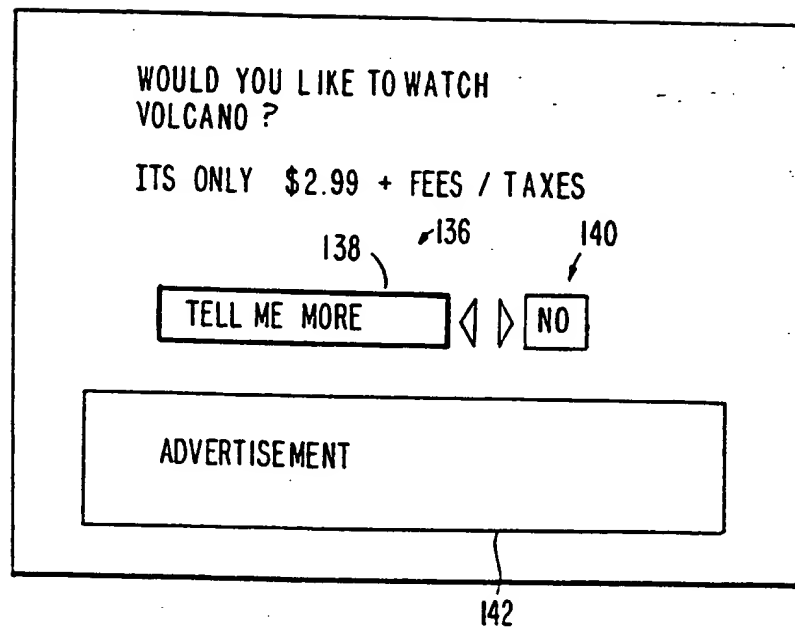 WOULD YOU LIKE TO WATCH
VOLCANO ?
ITS ONLY $2.99 + FEES / TAXES
136
138
140
TELL ME MORE
NO
ADVERTISEMENT
142